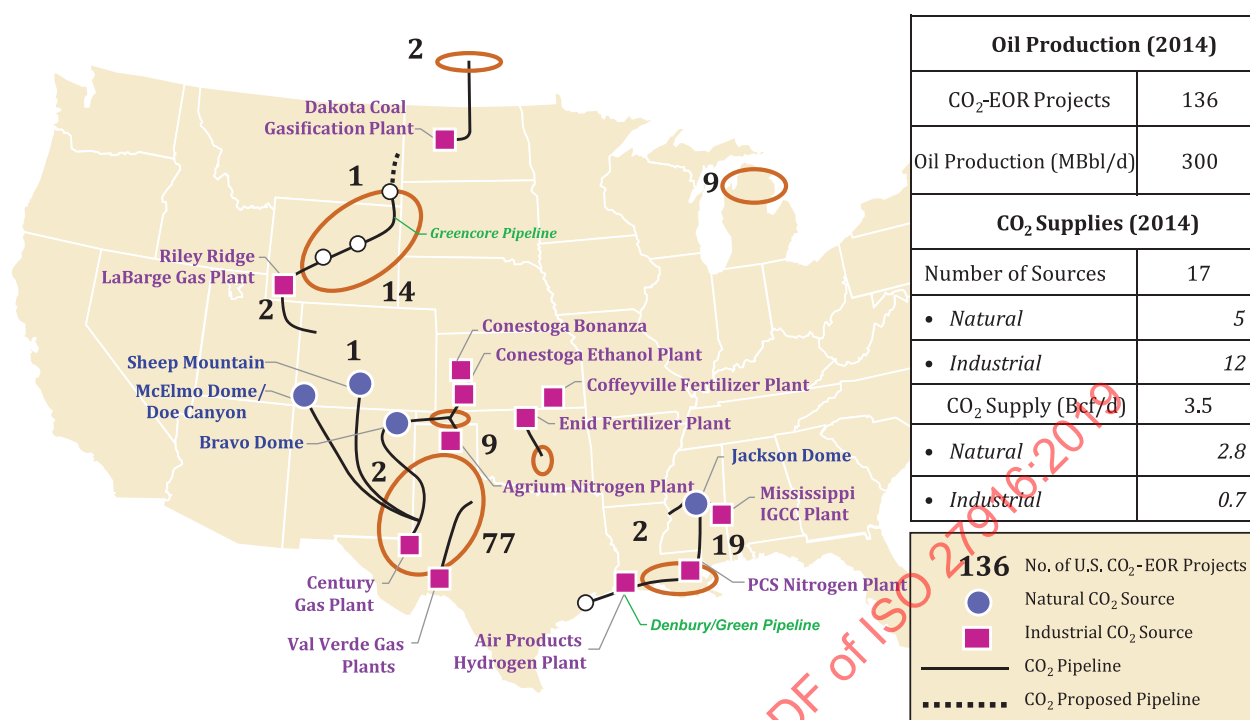 2
Dakota Coal
Gasification Plant
1
9
Greencore Pipeline
Riley Ridge
LaBarge Gas Plant
14
2
Conestoga Bonanza
1
Conestoga Ethanol Plant
Sheep Mountain
McElmo Dome/
Doe Canyon
Coffeyville Fertilizer Plant
Bravo Dome
Enid Fertilizer Plant
9
2
Agrium Nitrogen Plant
Jackson Dome
Mississippi
IGCC Plant
2
19
77
Century
Gas Plant
PCS Nitrogen Plant
Val Verde Gas
Plants
Air Products
Hydrogen Plant
Denbury/Green Pipeline
Oil Production (2014)
CO₂-EOR Projects 136
Oil Production (MBbl/d) 300
CO₂ Supplies (2014)
Number of Sources 17
• Natural 5
• Industrial 12
CO₂ Supply (Bcf/d) 3.5
• Natural 2.8
• Industrial 0.7
136 No. of U.S. CO₂-EOR Projects
Natural CO₂ Source
Industrial CO₂ Source
CO₂ Pipeline
CO₂ Proposed Pipeline
PDF of ISO 27916:2019